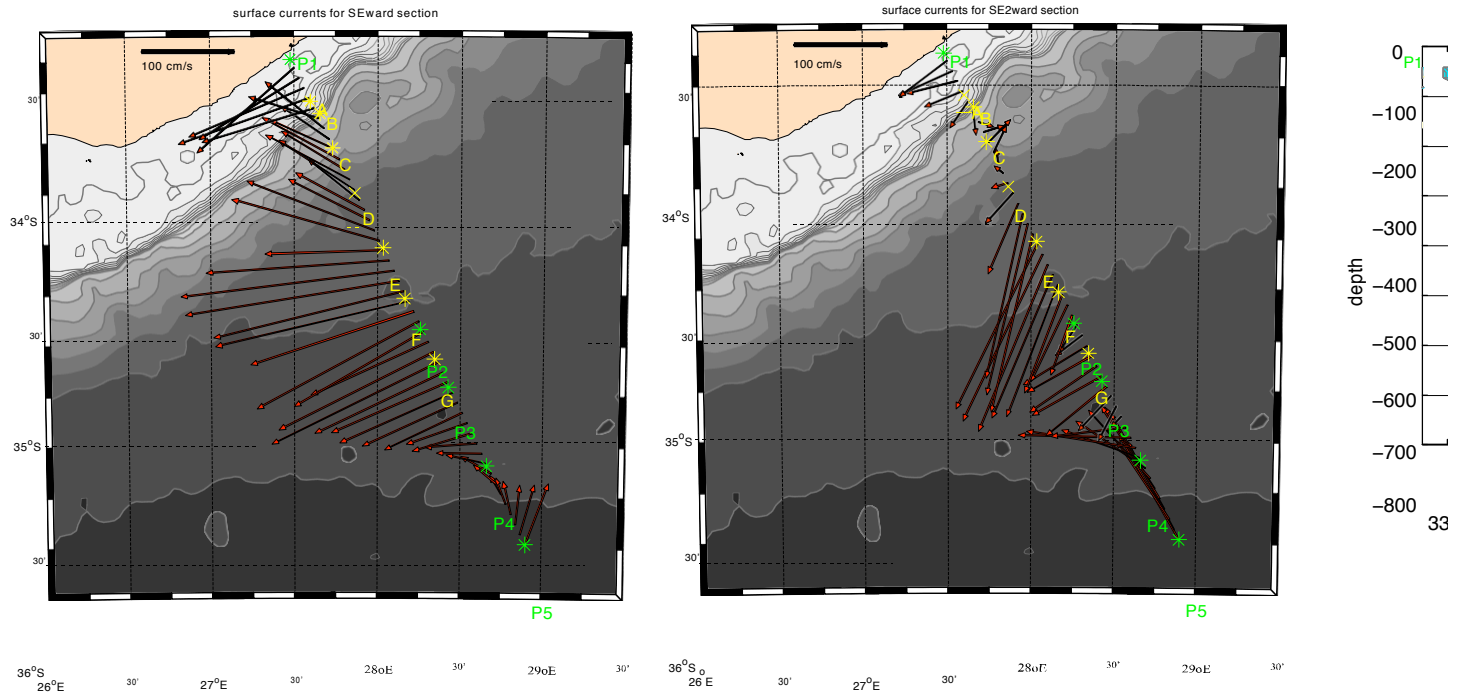 surface currents for SEward section
100 cm/s
P1
A
B
C
D
E
F
P2
G
P3
P4
P5
30'
34°S
30'
35°S
30'
36°S
26°E
30'
27°E
30'
28oE
30'
29oE
30'
surface currents for SE2ward section
100 cm/s
P1
B
C
D
E
F
P2
G
P3
P4
P5
30'
34°S
30'
35°S
30'
36°S
26 E
30'
27°E
30'
28oE
30'
29oE
30'
depth
P1
0
−100
−200
−300
−400
−500
−600
−700
−800
33